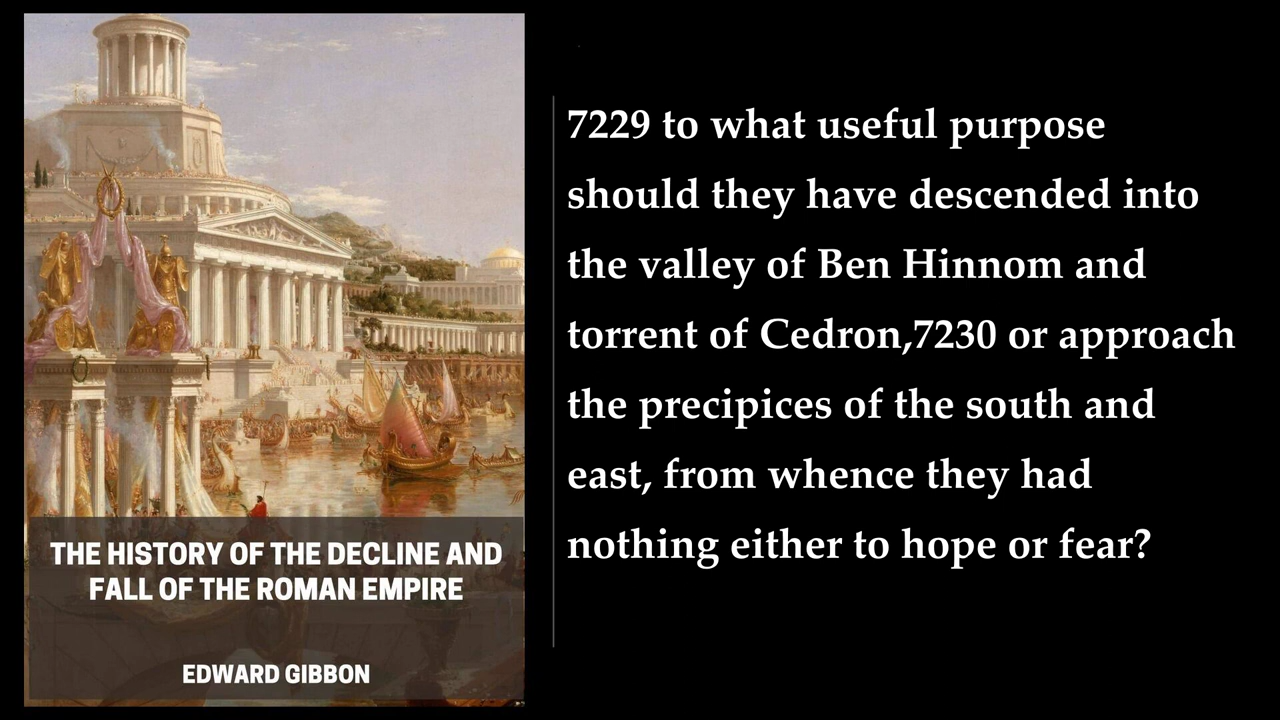 THE HISTORY OF THE DECLINE AND
FALL OF THE ROMAN EMPIRE
EDWARD GIBBON
7229 to what useful purpose
should they have descended into
the valley of Ben Hinnom and
torrent of Cedron,7230 or approach
the precipices of the south and
east, from whence they had
nothing either to hope or fear?